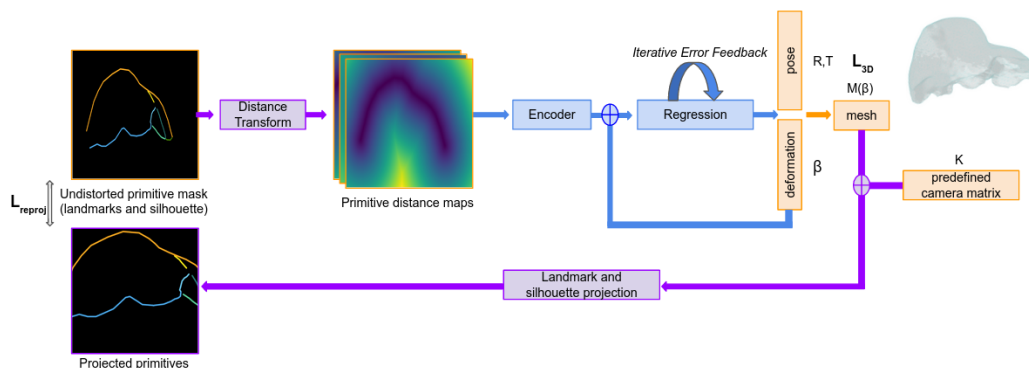 Iterative Error Feedback
pose
R,T
L3D
M(β)
Distance
Transform
Encoder
Regression
mesh
deformation
β
K
predefined
camera matrix
Undistorted primitive mask
(landmarks and silhouette)
Primitive distance maps
Lreproj
Landmark and
silhouette projection
Projected primitives